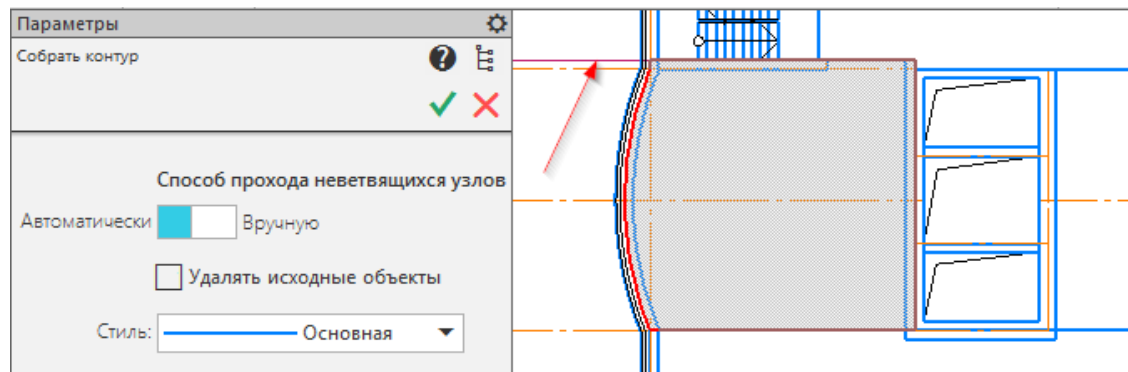 Параметры
Собрать контур
Способ прохода неветвящихся узлов
Автоматически Вручную
Удалять исходные объекты
Стиль: Основная